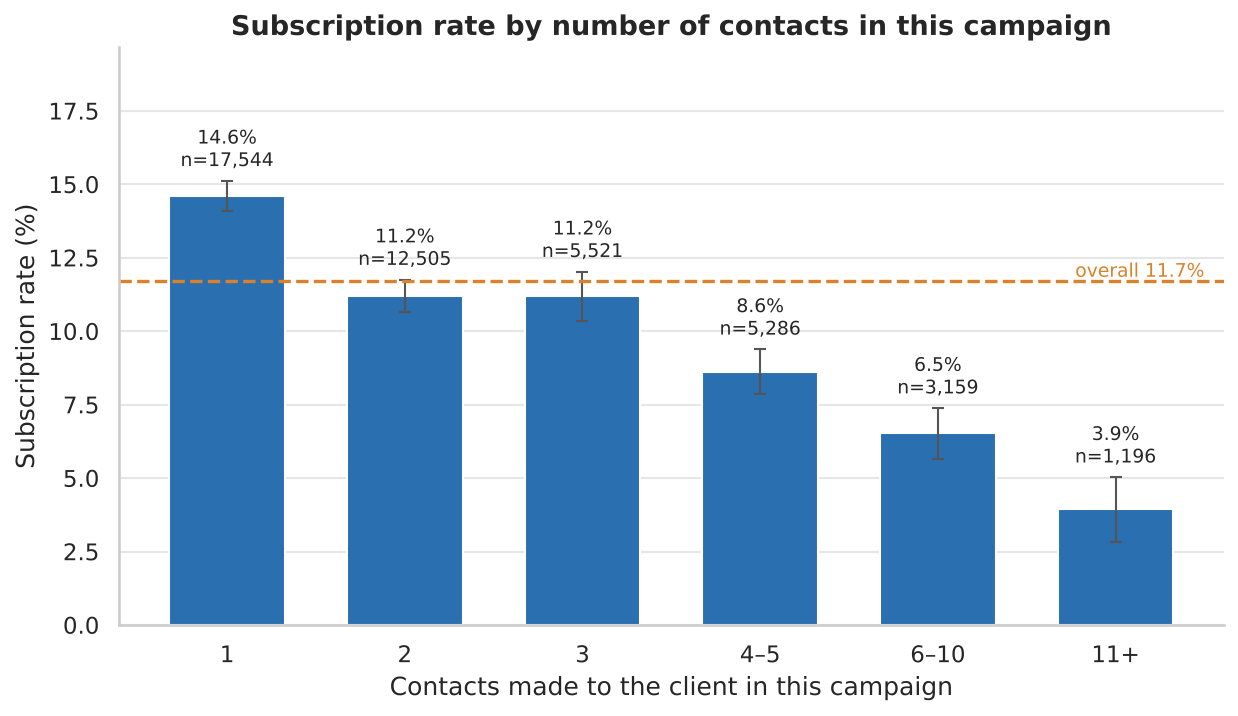 Subscription rate by number of contacts in this campaign
Subscription rate (%)
17.5
15.0
12.5
10.0
7.5
5.0
2.5
0.0
14.6%
n=17,544
11.2%
n=12,505
11.2%
n=5,521
8.6%
n=5,286
6.5%
n=3,159
3.9%
n=1,196
overall 11.7%
1
2
3
4–5
6–10
11+
Contacts made to the client in this campaign